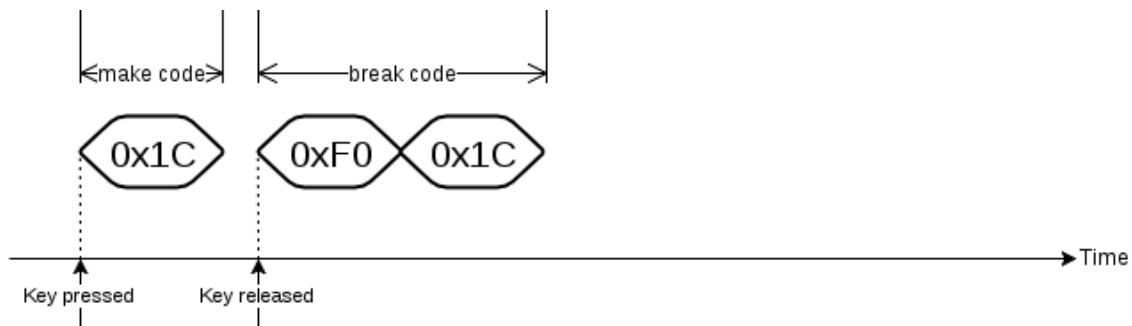 make code
break code
0x1C
0xF0
0x1C
Time
Key pressed
Key released